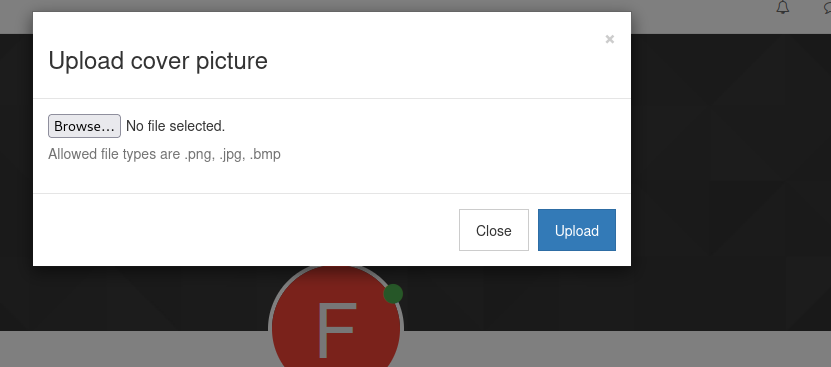 ×
Upload cover picture
Browse... No file selected.
Allowed file types are .png, .jpg, .bmp
Close Upload
F